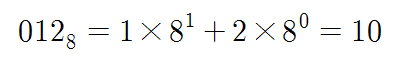 012₈ = 1 × 8¹ + 2 × 8⁰ = 10